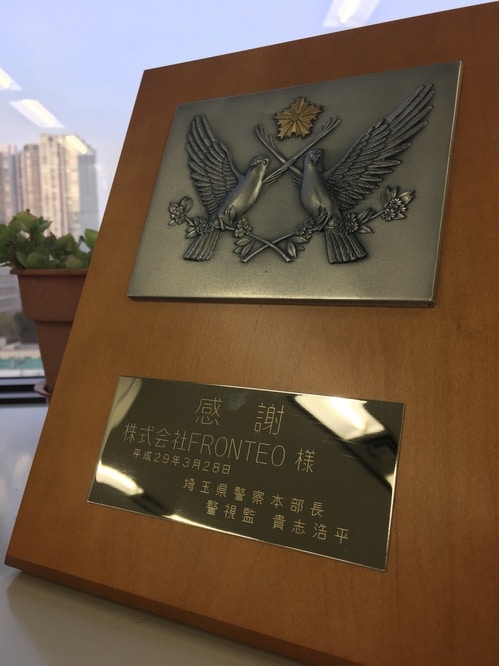 感謝
株式会社FRONTEO 様
平成29年3月28日
埼玉県警察本部長
警視監 貴志浩平